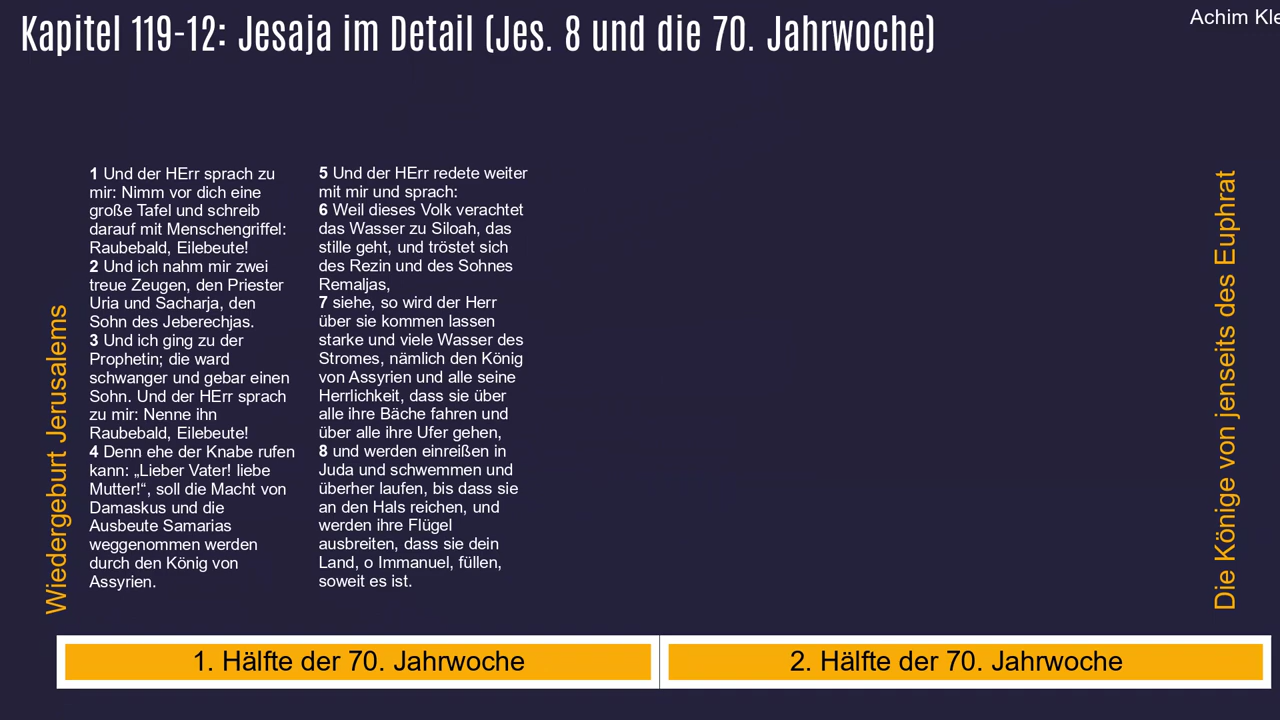 Kapitel 119-12: Jesaja im Detail (Jes. 8 und die 70. Jahrwoche)
Achim Kle
Wiedergeburt Jerusalems
1 Und der HErr sprach zu
mir: Nimm vor dich eine
große Tafel und schreib
darauf mit Menschengriffel:
Raubebald, Eilebeute!
2 Und ich nahm mir zwei
treue Zeugen, den Priester
Uria und Sacharja, den
Sohn des Jeberechjas.
3 Und ich ging zu der
Prophetin; die ward
schwanger und gebar einen
Sohn. Und der HErr sprach
zu mir: Nenne ihn
Raubebald, Eilebeute!
4 Denn ehe der Knabe rufen
kann: „Lieber Vater! liebe
Mutter!“, soll die Macht von
Damaskus und die
Ausbeute Samarias
weggenommen werden
durch den König von
Assyrien.
5 Und der HErr redete weiter
mit mir und sprach:
6 Weil dieses Volk verachtet
das Wasser zu Siloah, das
stille geht, und tröstet sich
des Rezin und des Sohnes
Remaljas,
7 siehe, so wird der Herr
über sie kommen lassen
starke und viele Wasser des
Stromes, nämlich den König
von Assyrien und alle seine
Herrlichkeit, dass sie über
alle ihre Bäche fahren und
über alle ihre Ufer gehen,
8 und werden einreißen in
Juda und schwemmen und
überher laufen, bis dass sie
an den Hals reichen, und
werden ihre Flügel
ausbreiten, dass sie dein
Land, o Immanuel, füllen,
soweit es ist.
Die Könige von jenseits des Euphrat
1. Hälfte der 70. Jahrwoche
2. Hälfte der 70. Jahrwoche